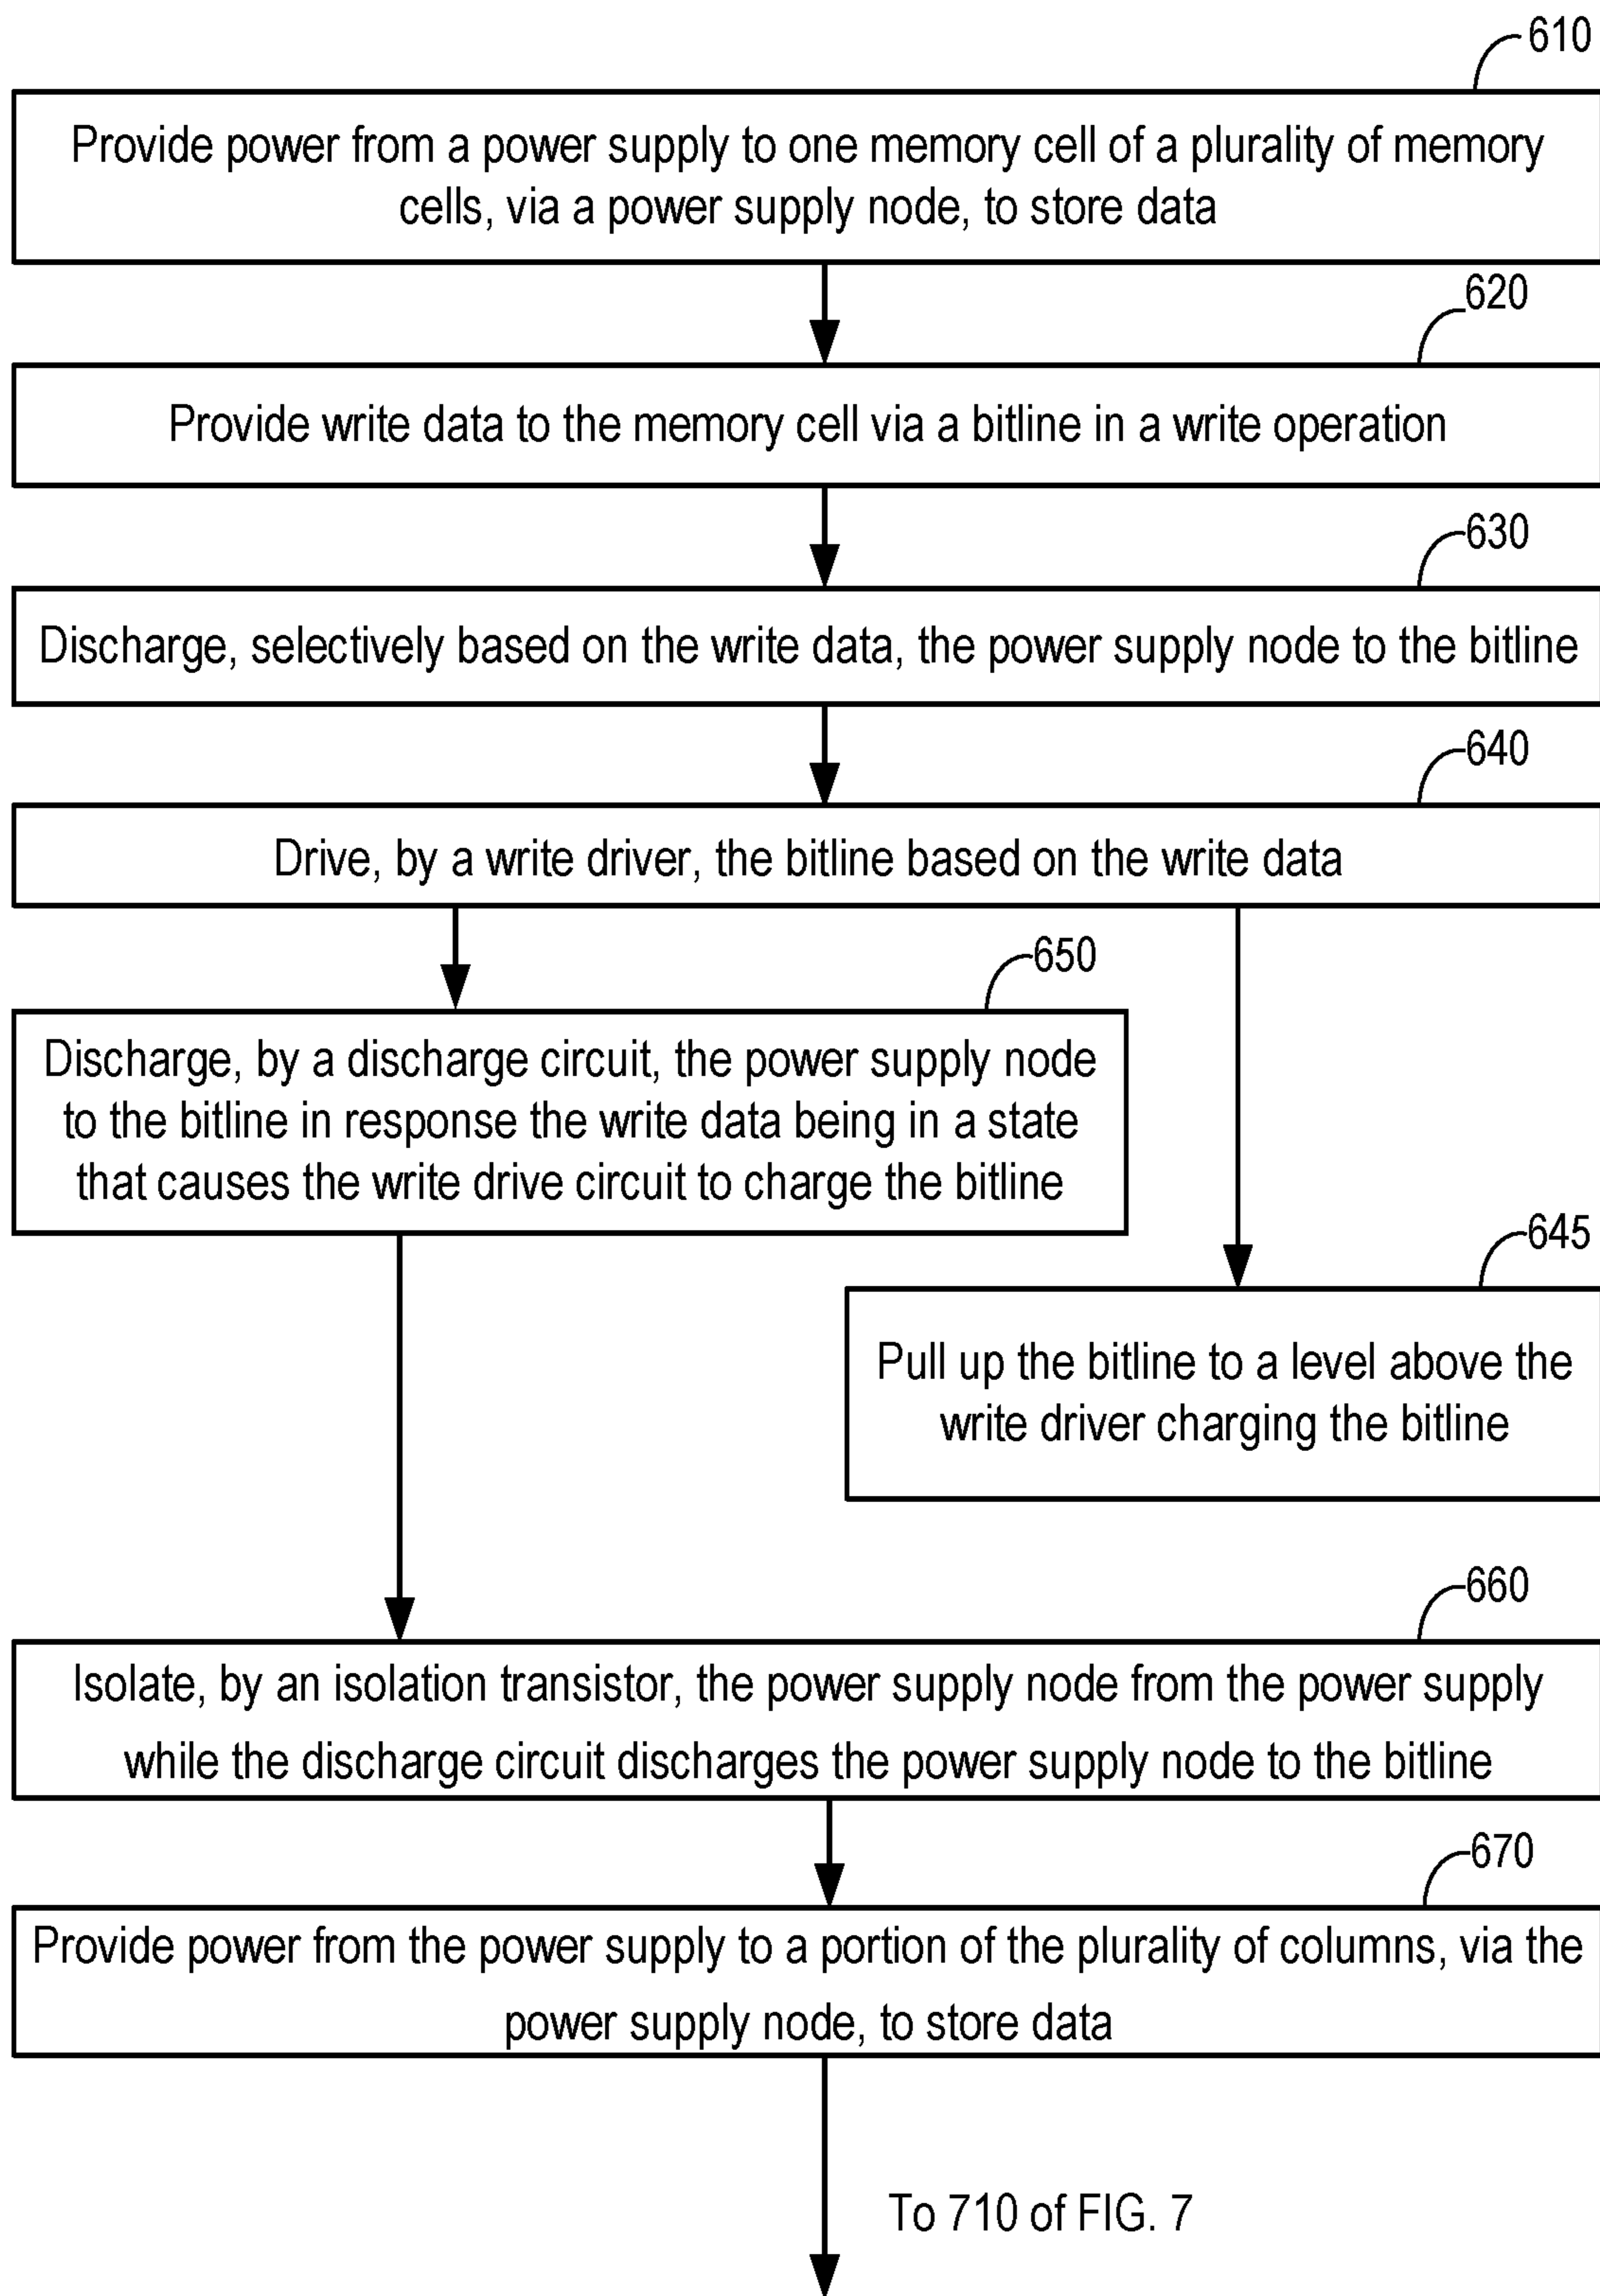 610
Provide power from a power supply to one memory cell of a plurality of memory
cells, via a power supply node, to store data
620
Provide write data to the memory cell via a bitline in a write operation
630
Discharge, selectively based on the write data, the power supply node to the bitline
640
Drive, by a write driver, the bitline based on the write data
650
Discharge, by a discharge circuit, the power supply node
to the bitline in response the write data being in a state
that causes the write drive circuit to charge the bitline
645
Pull up the bitline to a level above the
write driver charging the bitline
660
Isolate, by an isolation transistor, the power supply node from the power supply
while the discharge circuit discharges the power supply node to the bitline
670
Provide power from the power supply to a portion of the plurality of columns, via the
power supply node, to store data
To 710 of FIG. 7